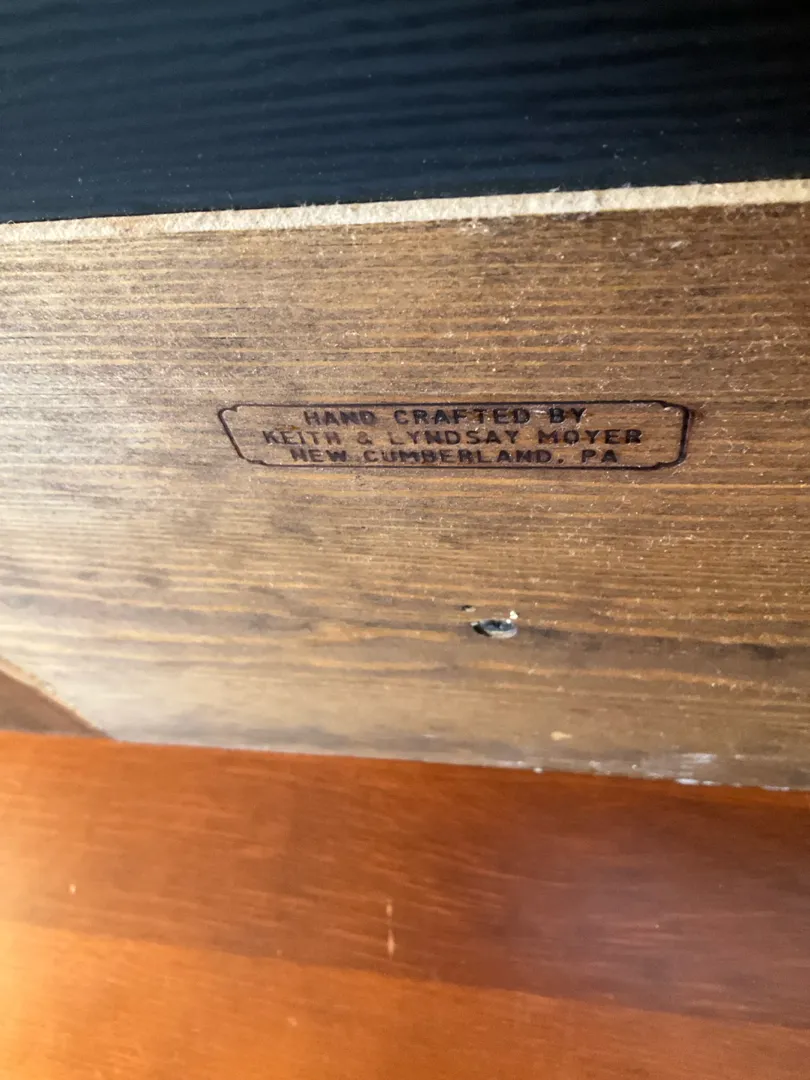 HAND CRAFTED BY
KEITH & LYNDSAY MOYER
NEW CUMBERLAND, PA